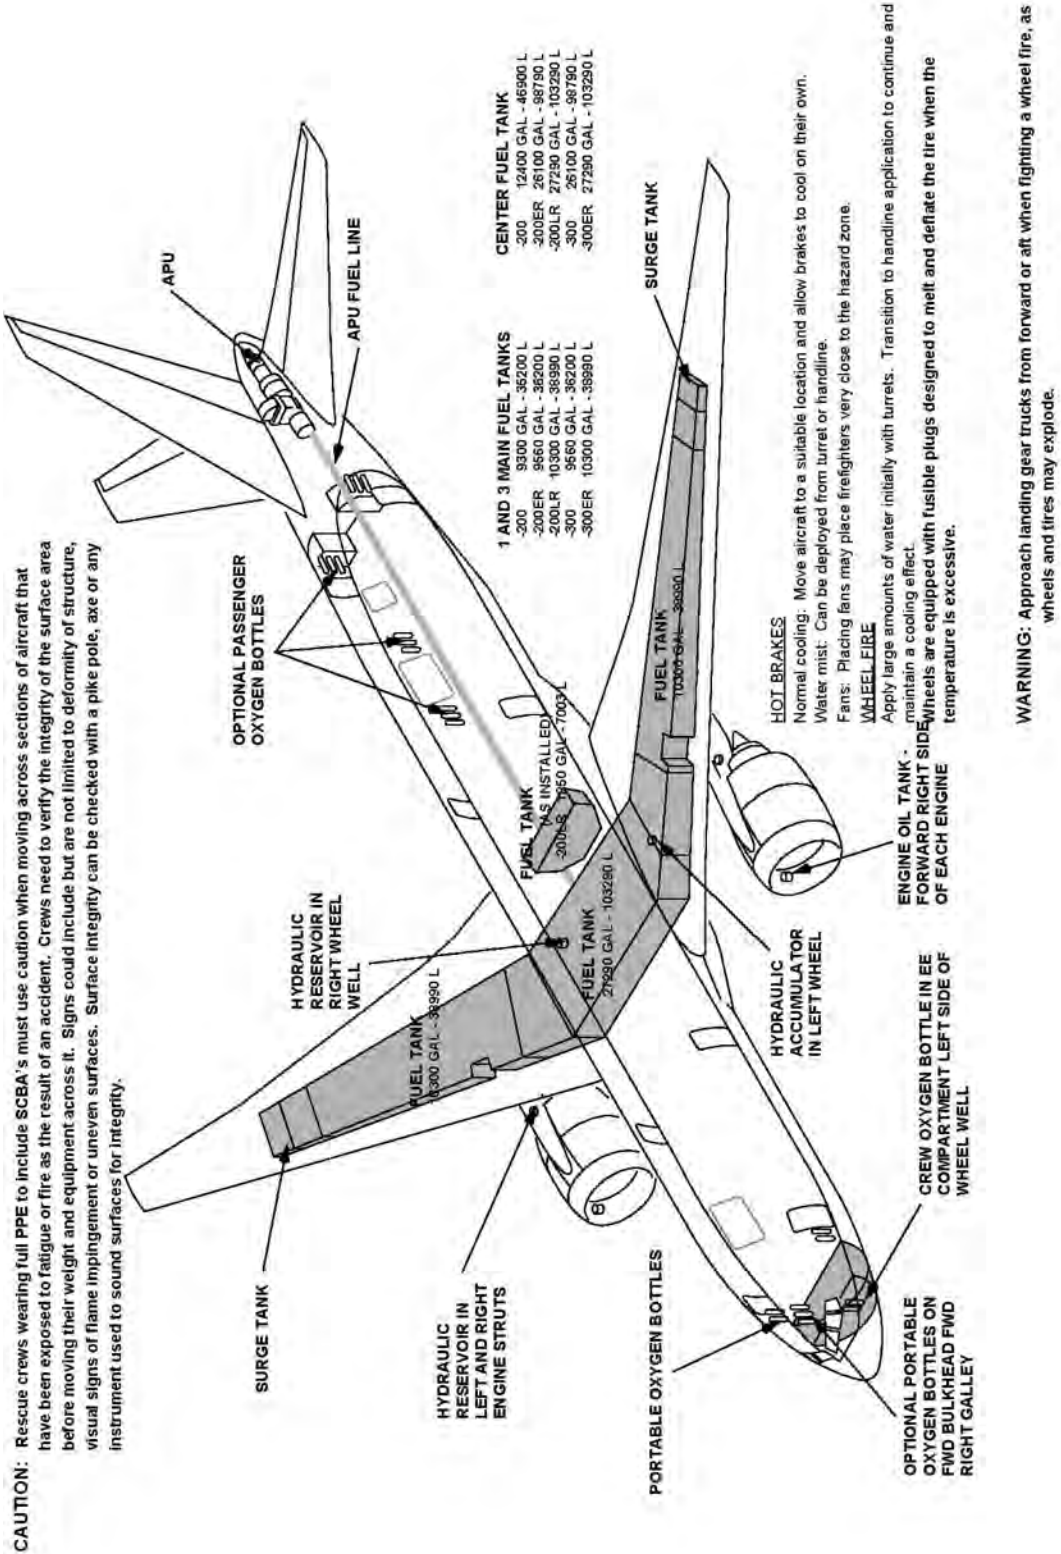 CAUTION: Rescue crews wearing full PPE to include SCBA's must use caution when moving across sections of aircraft that
have been exposed to fatigue or fire as the result of an accident. Crews need to verify the integrity of the surface area
before moving their weight and equipment across it. Signs could include but are not limited to deformity of structure,
visual signs of flame impingement or uneven surfaces. Surface integrity can be checked with a pike pole, axe or any
instrument used to sound surfaces for integrity.
APU
APU FUEL LINE
OPTIONAL PASSENGER
OXYGEN BOTTLES
HYDRAULIC
RESERVOIR IN
RIGHT WHEEL
WELL
SURGE TANK
FUEL TANK
10300 GAL - 38990 L
HYDRAULIC
RESERVOIR IN
LEFT AND RIGHT
ENGINE STRUTS
FUEL TANK
(AS INSTALLED)
-200LR 1850 GAL - 7003 L
FUEL TANK
27290 GAL - 103290 L
1 AND 3 MAIN FUEL TANKS
-200 9300 GAL - 35200 L
-200ER 9560 GAL - 36200 L
-200LR 10300 GAL - 38990 L
-300 9560 GAL - 36200 L
-300ER 10300 GAL - 38990 L
CENTER FUEL TANK
-200 12400 GAL - 46900 L
-200ER 26100 GAL - 98790 L
-200LR 27290 GAL - 103290 L
-300 26100 GAL - 98790 L
-300ER 27290 GAL - 103290 L
FUEL TANK
10300 GAL - 38990 L
SURGE TANK
PORTABLE OXYGEN BOTTLES
HYDRAULIC
ACCUMULATOR
IN LEFT WHEEL
HOT BRAKES
Normal cooling: Move aircraft to a suitable location and allow brakes to cool on their own.
Water mist: Can be deployed from turret or handline.
Fans: Placing fans may place firefighters very close to the hazard zone.
WHEEL FIRE
Apply large amounts of water initially with turrets. Transition to handline application to continue and
maintain a cooling effect.
Wheels are equipped with fusible plugs designed to melt and deflate the tire when the
temperature is excessive.
ENGINE OIL TANK -
FORWARD RIGHT SIDE
OF EACH ENGINE
CREW OXYGEN BOTTLE IN EE
COMPARTMENT LEFT SIDE OF
WHEEL WELL
OPTIONAL PORTABLE
OXYGEN BOTTLES ON
FWD BULKHEAD FWD
RIGHT GALLEY
WARNING: Approach landing gear trucks from forward or aft when fighting a wheel fire, as
wheels and tires may explode.